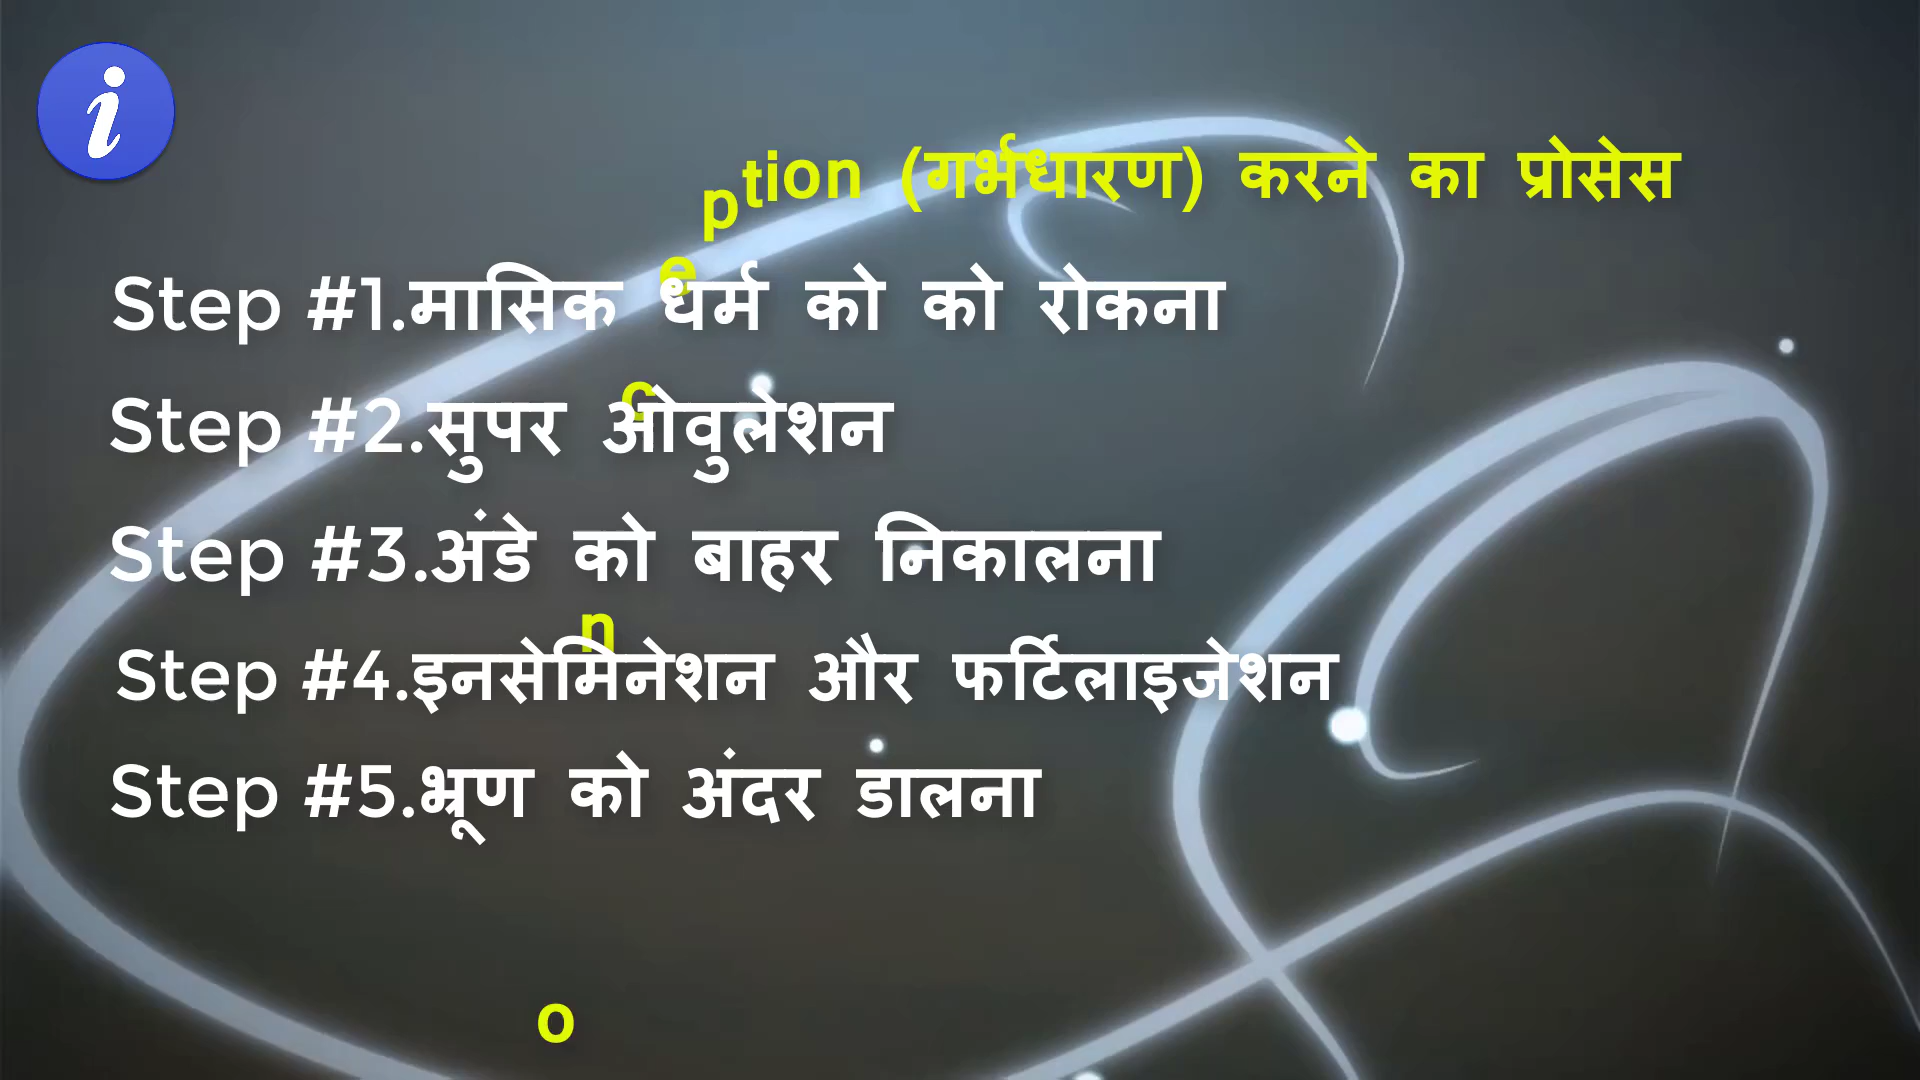 i
onception (गर्भधारण) करने का प्रोसेस
Step #1.मासिक धर्म को को रोकना
Step #2.सुपर ओवुलेशन
Step #3.अंडे को बाहर निकालना
Step #4.इनसेमिनेशन और फर्टिलाइजेशन
Step #5.भ्रूण को अंदर डालना